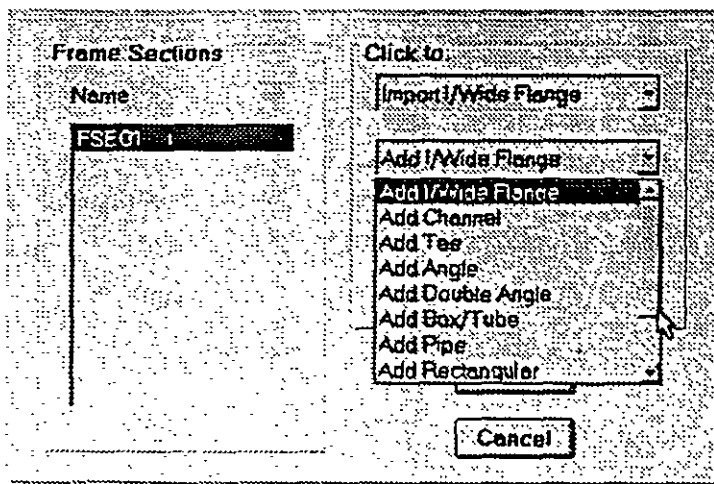 Frame Sections
Name
FSEC1
Click to:
Import I/Wide Flange
Add I/Wide Flange
Add I/Wide Flange
Add Channel
Add Tee
Add Angle
Add Double Angle
Add Box/Tube
Add Pipe
Add Rectangular
Cancel